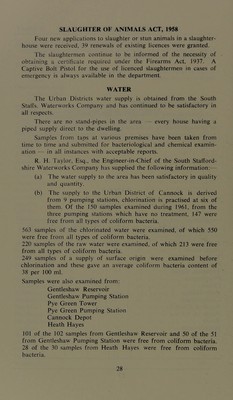 SLAUGHTER OF ANIMALS ACT, 1958
Four new applications to slaughter or stun animals in a slaughter-
house were received, 39 renewals of existing licences were granted.
The slaughtermen continue to be informed of the necessity of
obtaining a certificate required under the Firearms Act, 1937. A
Captive Bolt Pistol for the use of licenced slaughtermen in cases of
emergency is always available in the department.
WATER
The Urban Districts water supply is obtained from the South
Staffs. Waterworks Company and has continued to be satisfactory in
all respects.
There are no stand-pipes in the area — every house having a
piped supply direct to the dwelling.
Samples from taps at various premises have been taken from
time to time and submitted for bacteriological and chemical examin-
ation — in all instances with acceptable reports.
R. H. Taylor, Esq., the Engineer-in-Chief of the South Stafford-
shire Waterworks Company has supplied the following information:—
(a) The water supply to the area has been satisfactory in quality
and quantity.
(b) The supply to the Urban District of Cannock is derived
from 9 pumping stations, chlorination is practised at six of
them. Of the 150 samples examined during 1961, from the
three pumping stations which have no treatment, 147 were
free from all types of coliform bacteria.
563 samples of the chlorinated water were examined, of which 550
were free from all types of coliform bacteria.
220 samples of the raw water were examined, of which 213 were free
from all types of coliform bacteria.
249 samples of a supply of surface origin were examined before
chlorination and these gave an average coliform bacteria content of
38 per 100 ml.
Samples were also examined from:
Gentleshaw Reservoir
Gentleshaw Pumping Station
Pye Green Tower
Pye Green Pumping Station
Cannock Depot
Heath Hayes
101 of the 102 samples from Gentleshaw Reservoir and 50 of the 51
from Gentleshaw Pumping Station were free from coliform bacteria.
28 of the 30 samples from Heath Hayes were free from coliform
bacteria.
28